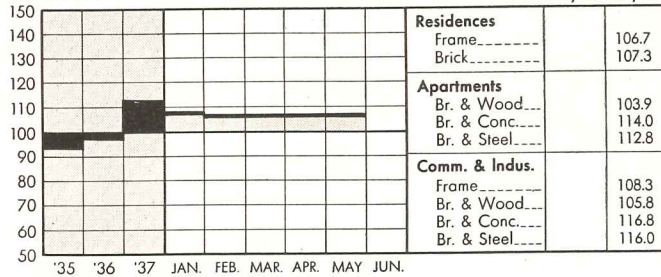 150
140
130
120
110
100
90
80
70
60
50
'35 '36 '37 JAN. FEB. MAR. APR. MAY JUN.
Residences
Frame 106.7
Brick 107.3
Apartments
Br. & Wood 103.9
Br. & Conc. 114.0
Br. & Steel 112.8
Comm. & Indus.
Frame 108.3
Br. & Wood 105.8
Br. & Conc. 116.8
Br. & Steel 116.0